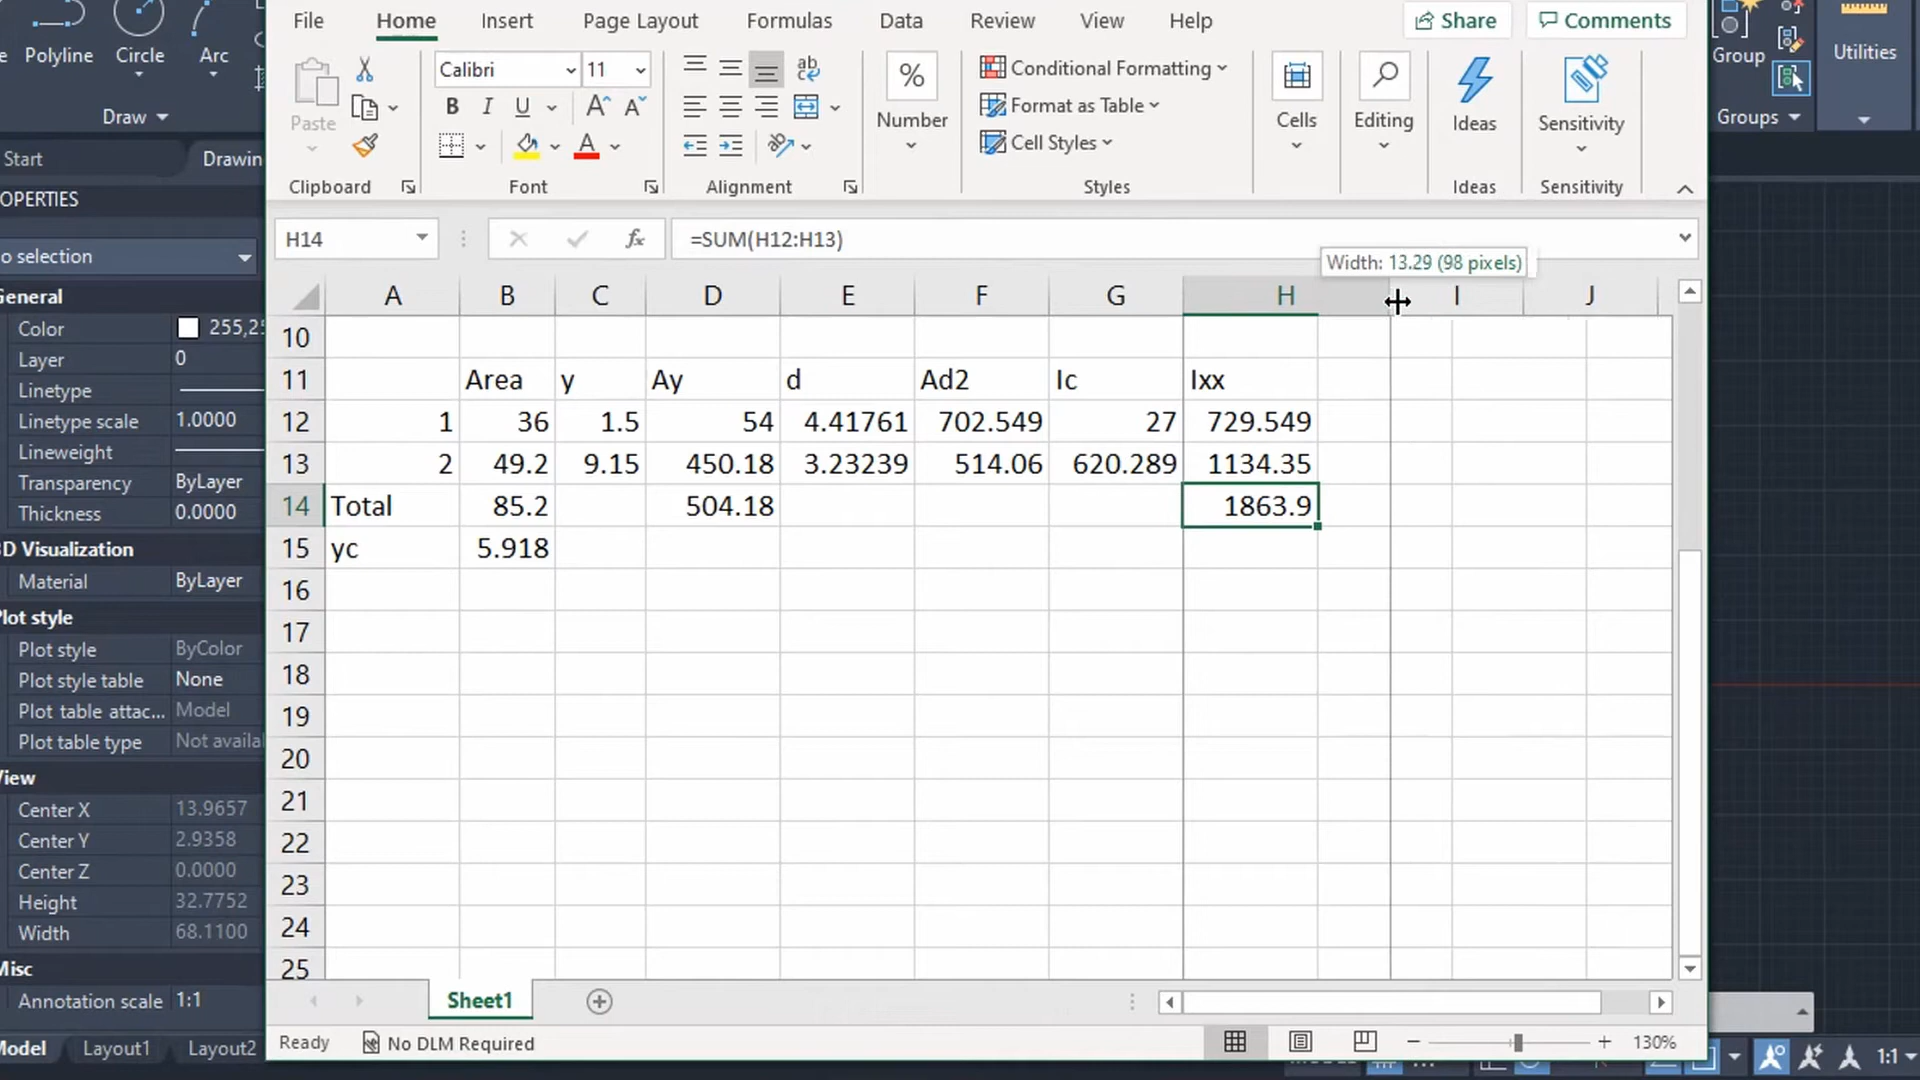 File Home Insert Page Layout Formulas Data Review View Help Share Comments
Polyline Circle Arc
Draw
Paste
Calibri 11
B I U A A
A
ab
Number
%
Conditional Formatting
Format as Table
Cell Styles
Cells Editing Ideas Sensitivity
Clipboard Font Alignment Styles Ideas Sensitivity
Group Utilities
Groups
Start Drawin
H14 fx =SUM(H12:H13)
Width: 13.29 (98 pixels)
A B C D E F G H I J
10
11 Area y Ay d Ad2 Ic Ixx
12 1 36 1.5 54 4.41761 702.549 27 729.549
13 2 49.2 9.15 450.18 3.23239 514.06 620.289 1134.35
14 Total 85.2 504.18 1863.9
15 yc 5.918
16
17
18
19
20
21
22
23
24
25
OPERTIES
o selection
General
Color 255,25
Layer 0
Linetype
Linetype scale 1.0000
Lineweight
Transparency ByLayer
Thickness 0.0000
3D Visualization
Material ByLayer
Plot style
Plot style ByColor
Plot style table None
Plot table attac... Model
Plot table type Not availa
View
Center X 13.9657
Center Y 2.9358
Center Z 0.0000
Height 32.7752
Width 68.1100
Misc
Annotation scale 1:1
Sheet1
Ready No DLM Required 130%
Model Layout1 Layout2
1:1